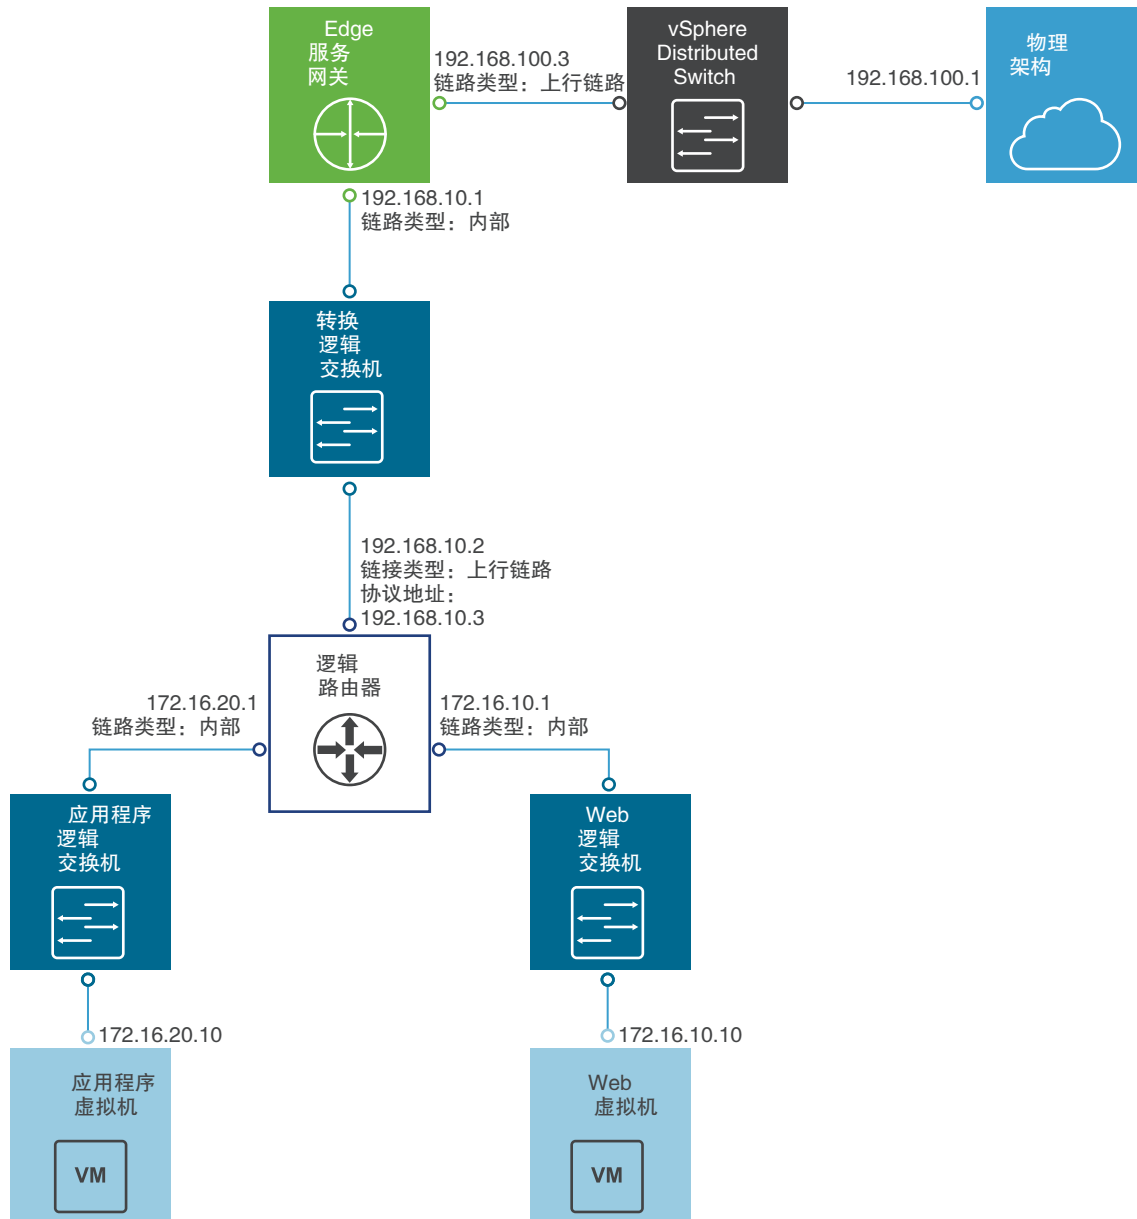 Edge
服务
网关
192.168.100.3
链路类型：上行链路
vSphere
Distributed
Switch
192.168.100.1
物理
架构
192.168.10.1
链路类型：内部
转换
逻辑
交换机
192.168.10.2
链接类型：上行链路
协议地址：
192.168.10.3
逻辑
路由器
172.16.20.1
链路类型：内部
172.16.10.1
链路类型：内部
应用程序
逻辑
交换机
Web
逻辑
交换机
172.16.20.10
172.16.10.10
应用程序
虚拟机
VM
Web
虚拟机
VM